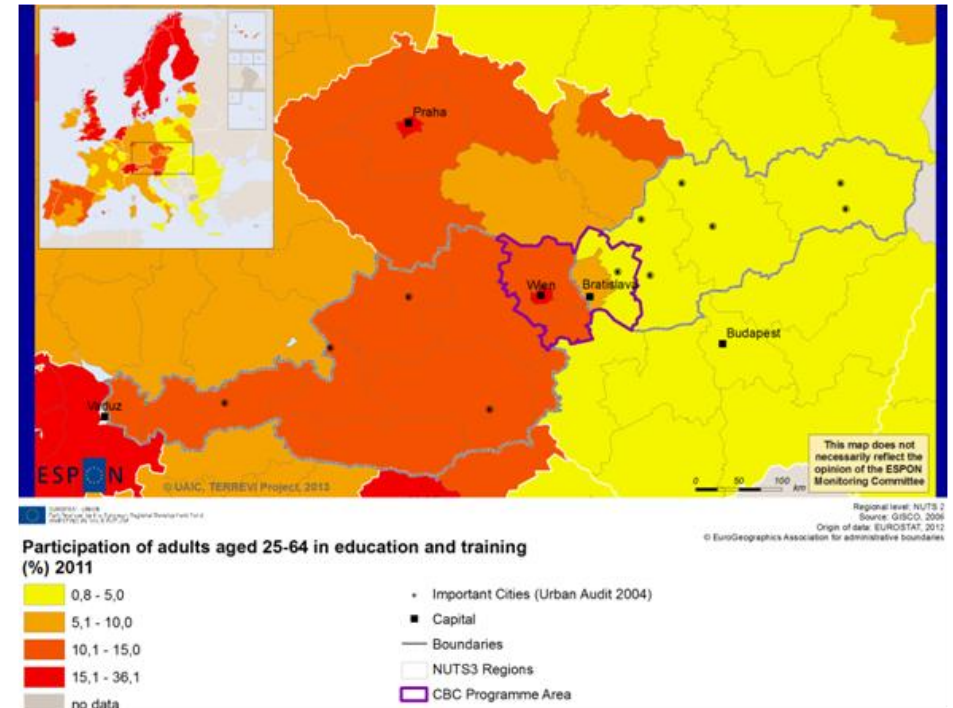 Praha
Wien
Bratislava
Budapest
Vaduz
ESPON
© UAIC, TERREVI Project, 2013
This map does not
necessarily reflect the
opinion of the ESPON
Monitoring Committee
0 50 100
km
EUROPEAN UNION
Regional level: NUTS 2
Source: GISCO, 2006
Origin of data: EUROSTAT, 2012
© EuroGeographics Association for administrative boundaries
Participation of adults aged 25-64 in education and training
(%) 2011
0,8 - 5,0
5,1 - 10,0
10,1 - 15,0
15,1 - 36,1
no data
Important Cities (Urban Audit 2004)
Capital
Boundaries
NUTS3 Regions
CBC Programme Area